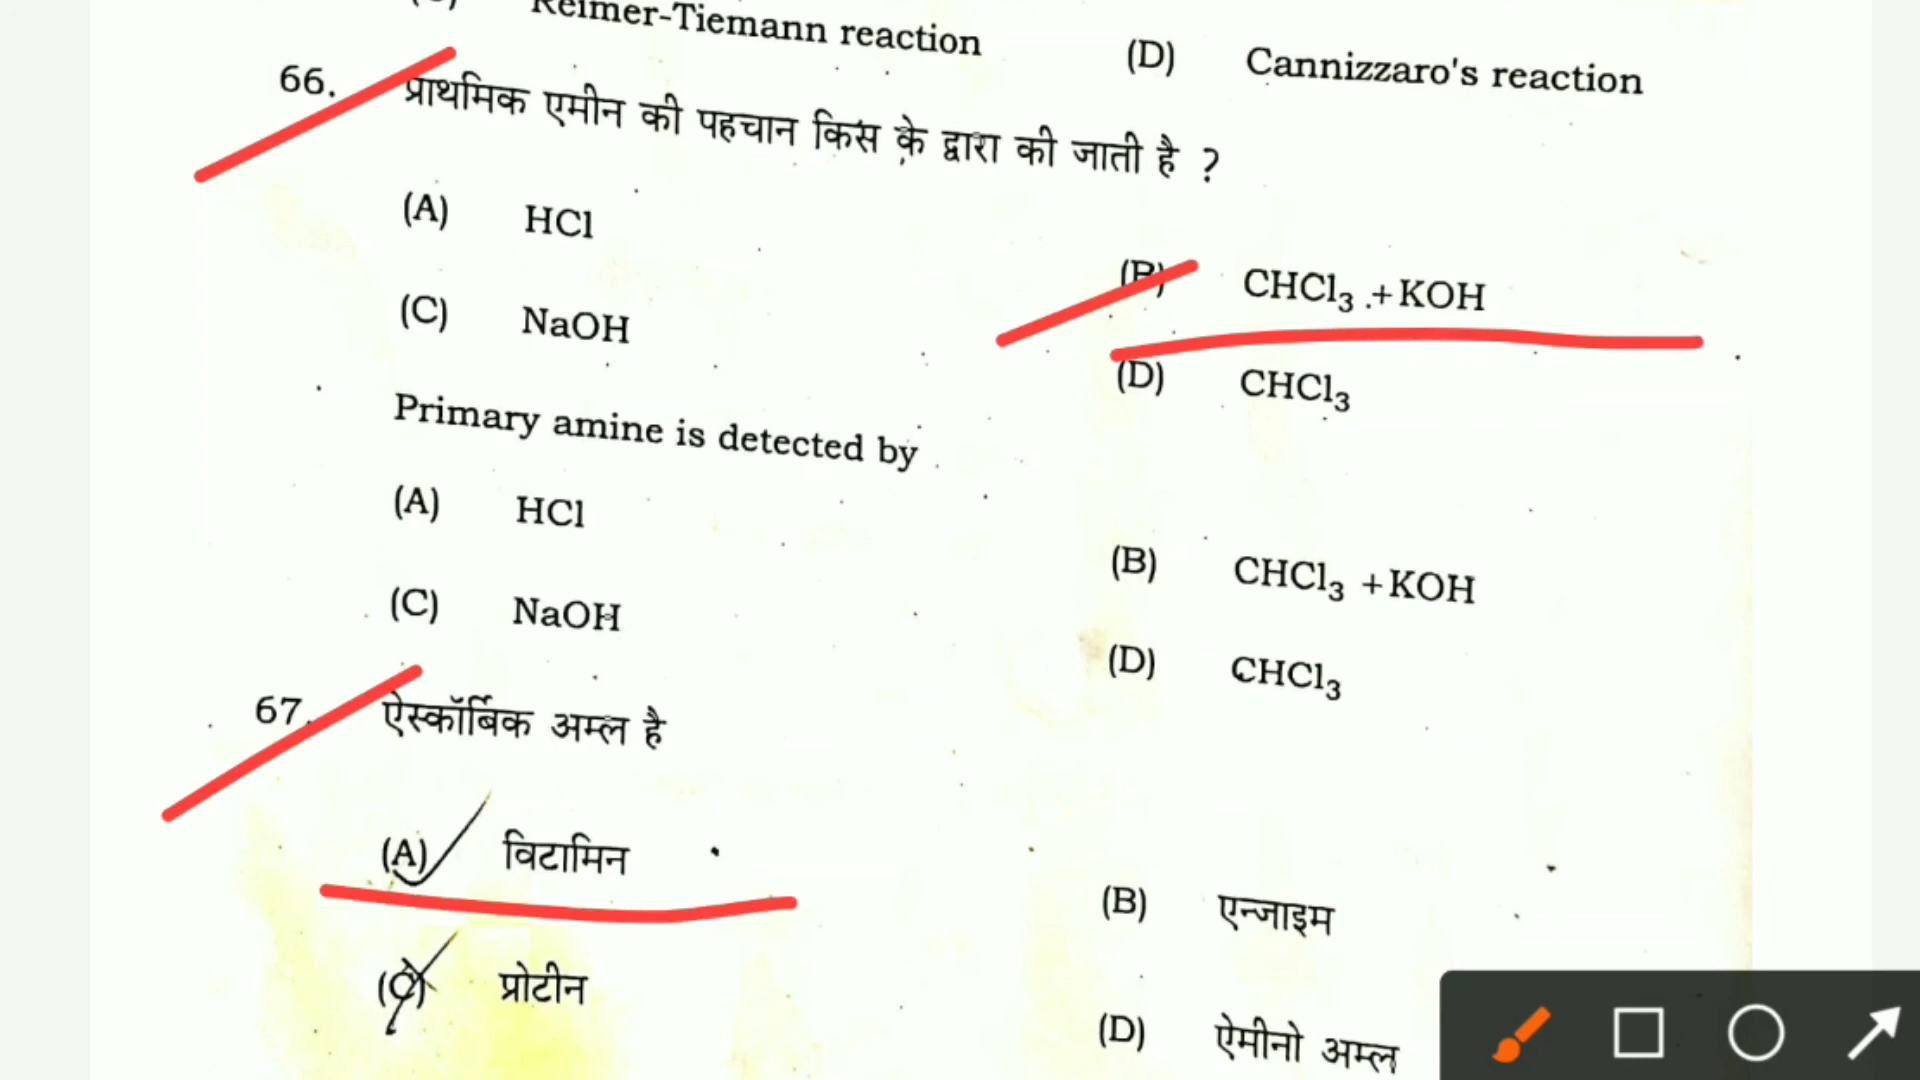 Reimer-Tiemann reaction (D) Cannizzaro's reaction
66. प्राथमिक एमीन की पहचान किस के द्वारा की जाती है ?
(A) HCl (B) CHCl₃ + KOH
(C) NaOH (D) CHCl₃
Primary amine is detected by
(A) HCl (B) CHCl₃ + KOH
(C) NaOH (D) CHCl₃
67. ऐस्कॉर्बिक अम्ल है
(A) विटामिन (B) एन्जाइम
(C) प्रोटीन (D) ऐमीनो अम्ल